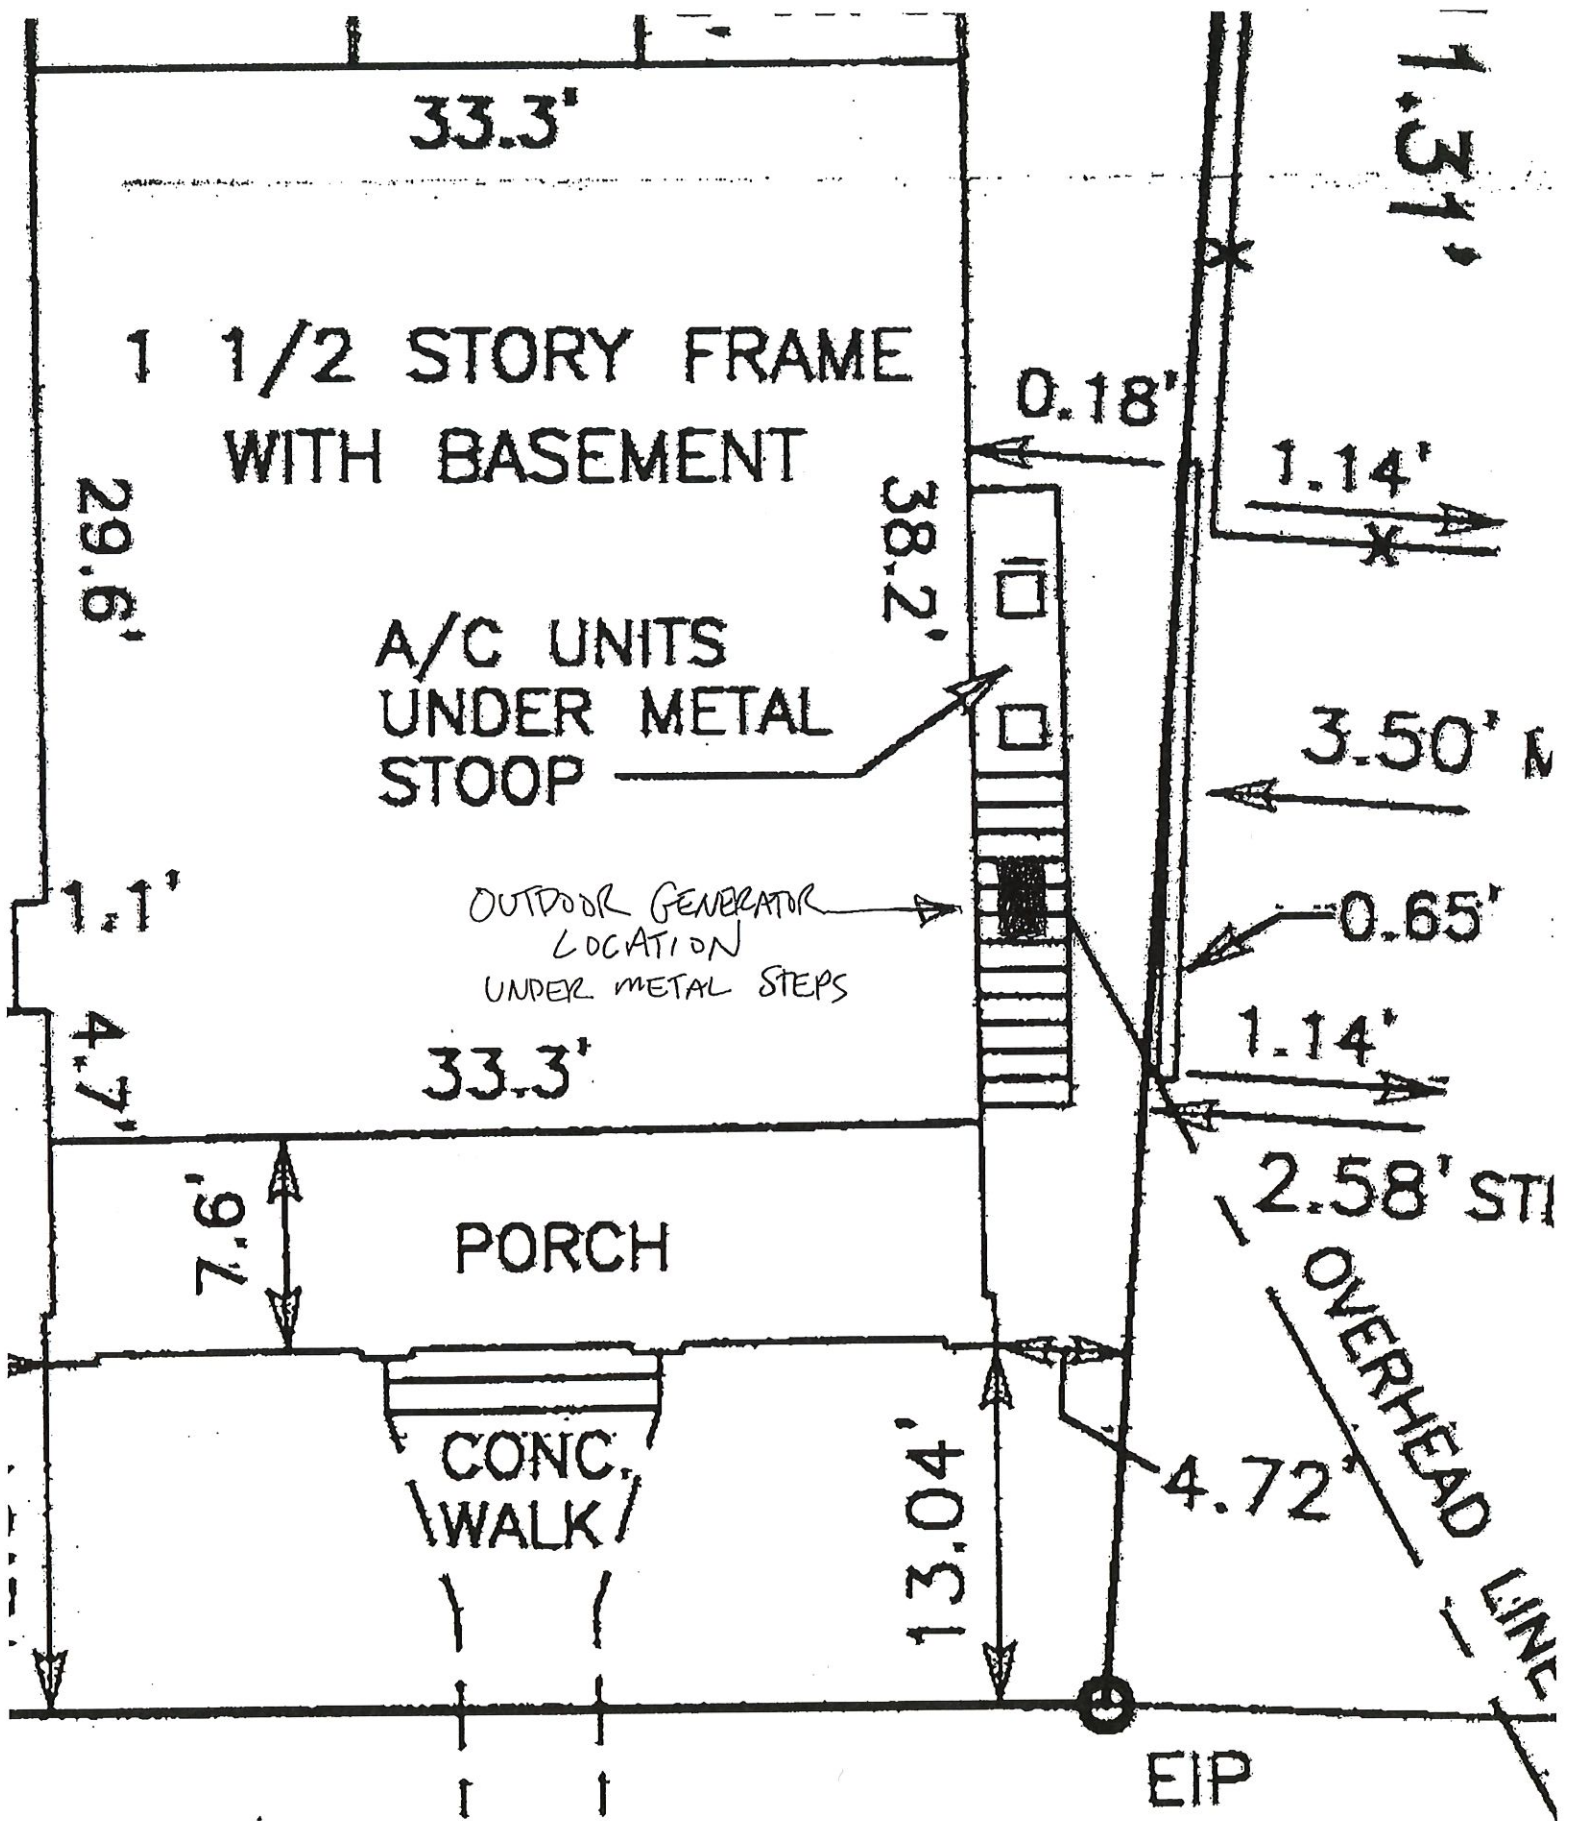 33.3'
1.31'
1 1/2 STORY FRAME
WITH BASEMENT
0.18'
1.14'
29.6'
38.2'
A/C UNITS
UNDER METAL
STOOP
3.50'
1.1'
OUTDOOR GENERATOR
LOCATION
UNDER METAL STEPS
0.65'
4.7'
33.3'
1.14'
2.58' ST
7.6'
PORCH
OVERHEAD LINE
CONC.
WALK
13.04'
4.72'
EIP